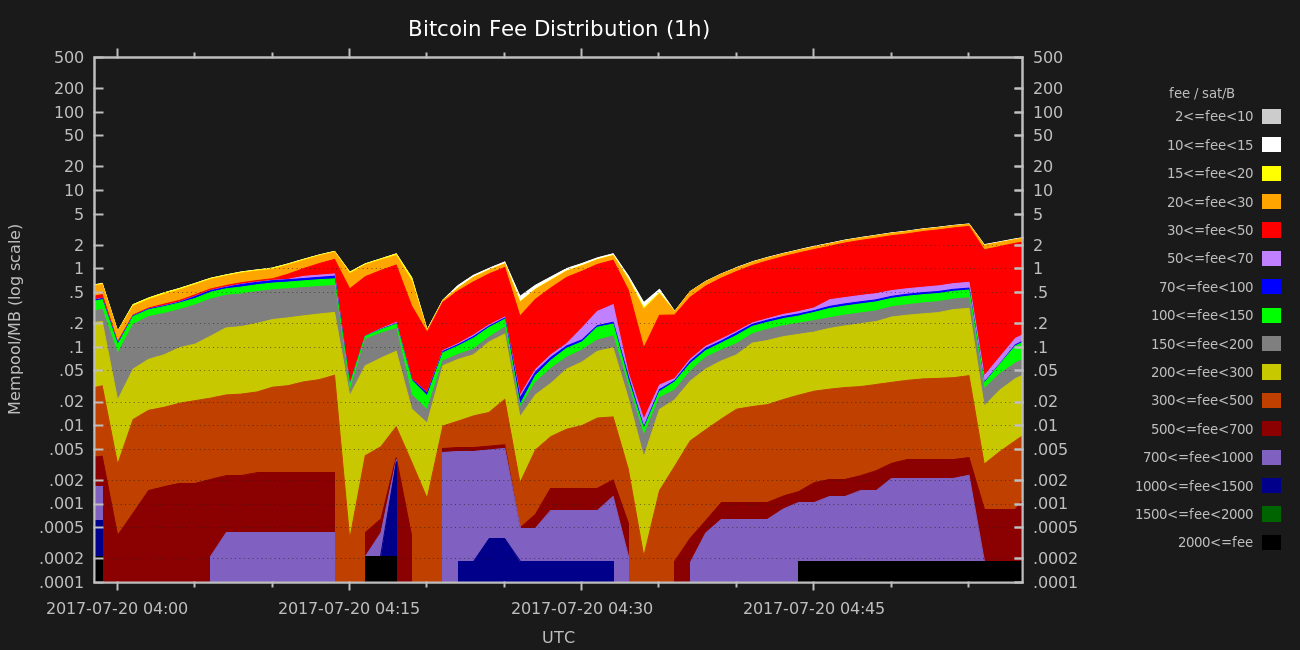 Bitcoin Fee Distribution (1h)
Mempool/MB (log scale)
500
200
100
50
20
10
5
2
1
.5
.2
.1
.05
.02
.01
.005
.002
.001
.0005
.0002
.0001
500
200
100
50
20
10
5
2
1
.5
.2
.1
.05
.02
.01
.005
.002
.001
.0005
.0002
.0001
2017-07-20 04:00
2017-07-20 04:15
2017-07-20 04:30
2017-07-20 04:45
UTC
fee / sat/B
2<=fee<10
10<=fee<15
15<=fee<20
20<=fee<30
30<=fee<50
50<=fee<70
70<=fee<100
100<=fee<150
150<=fee<200
200<=fee<300
300<=fee<500
500<=fee<700
700<=fee<1000
1000<=fee<1500
1500<=fee<2000
2000<=fee